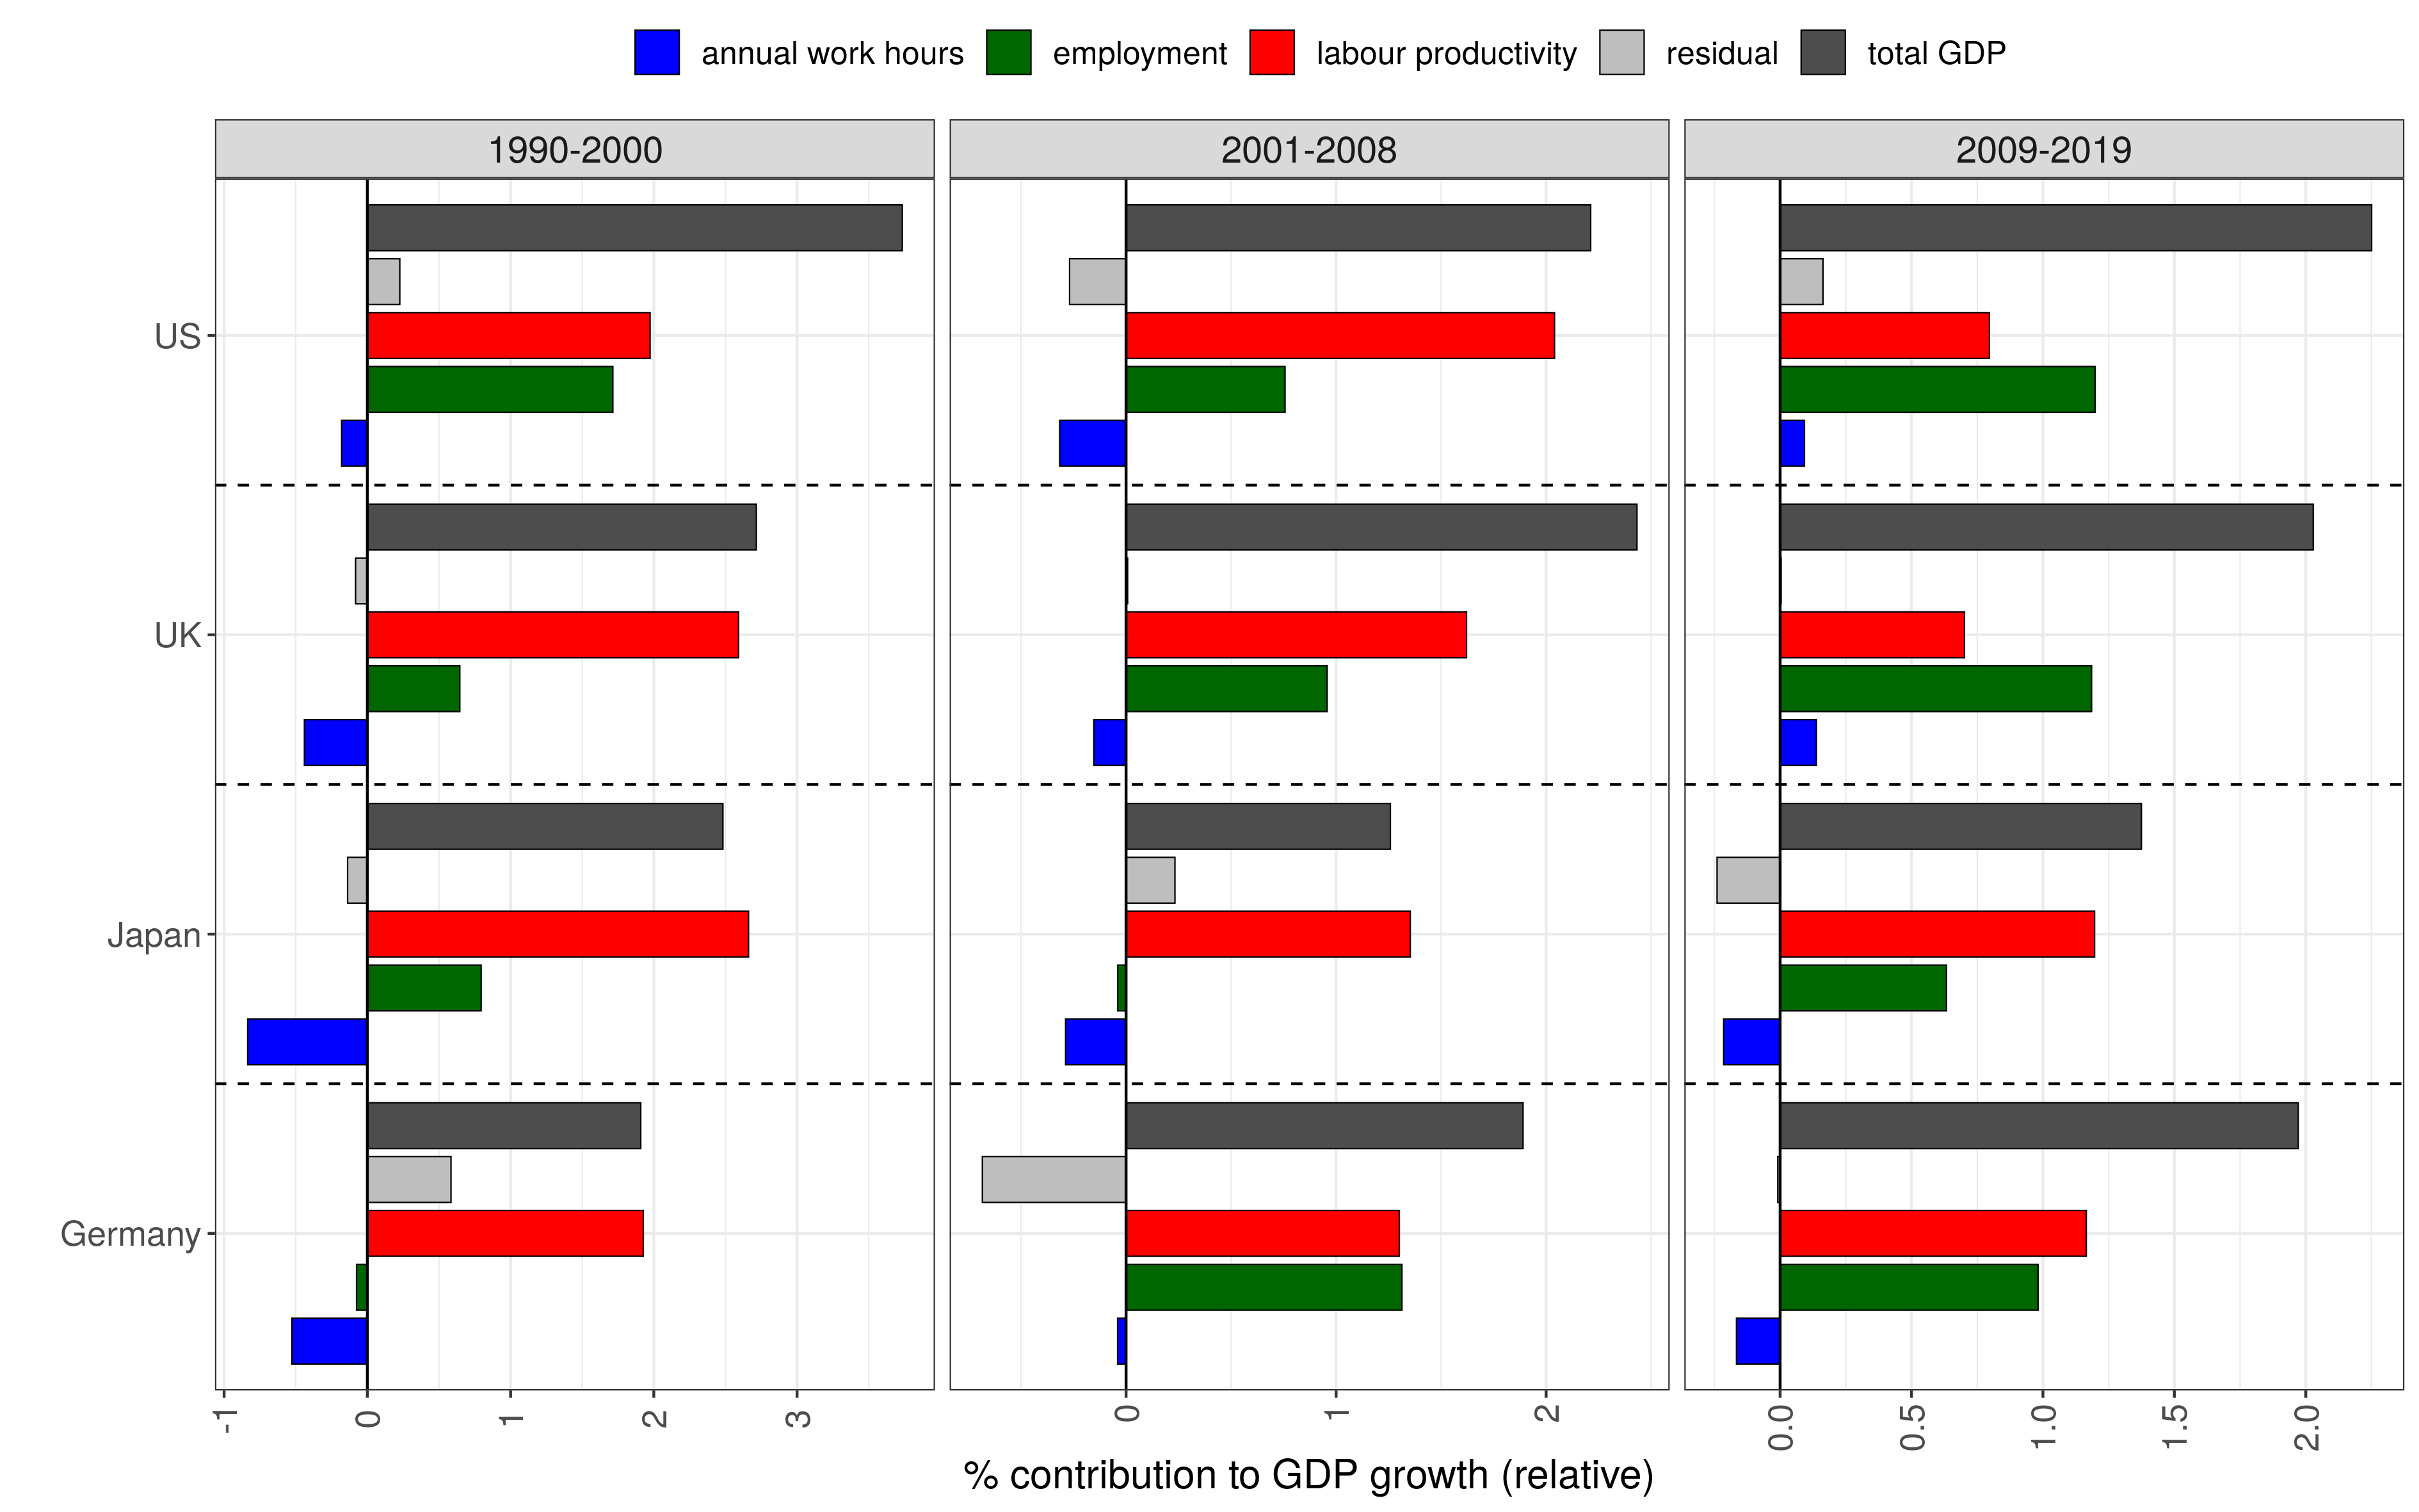 annual work hours employment labour productivity residual total GDP
1990-2000 2001-2008 2009-2019
US
UK
Japan
Germany
-1 0 1 2 3 0 1 2 0.0 0.5 1.0 1.5 2.0
% contribution to GDP growth (relative)